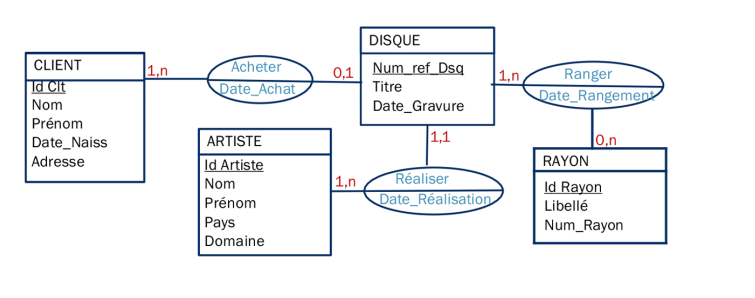 CLIENT
Id Clt
Nom
Prénom
Date_Naiss
Adresse
1,n
Acheter
Date_Achat
0,1
DISQUE
Num_ref_Dsq
Titre
Date_Gravure
1,n
Ranger
Date_Rangement
0,n
RAYON
Id Rayon
Libellé
Num_Rayon
1,1
ARTISTE
Id Artiste
Nom
Prénom
Pays
Domaine
1,n
Réaliser
Date_Réalisation